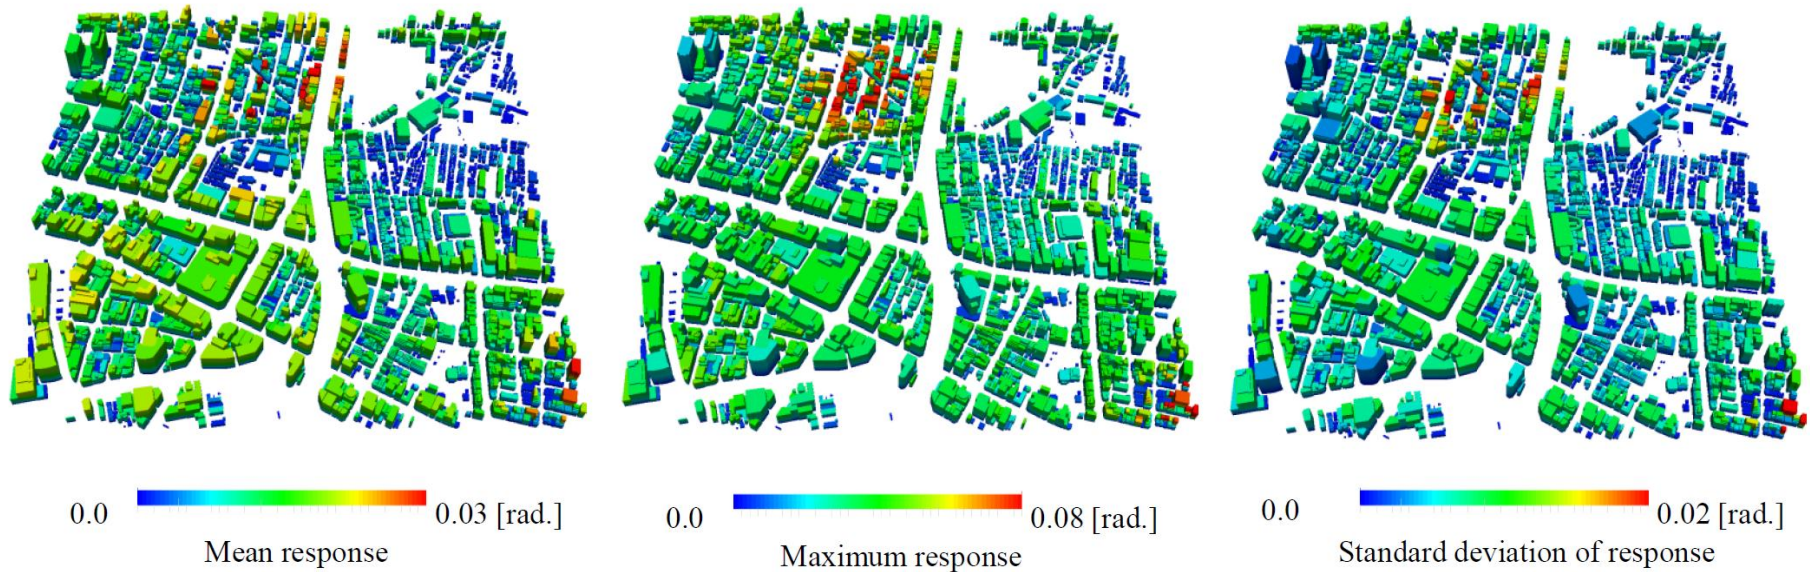 0.0 0.03 [rad.]
Mean response
0.0 0.08 [rad.]
Maximum response
0.0 0.02 [rad.]
Standard deviation of response